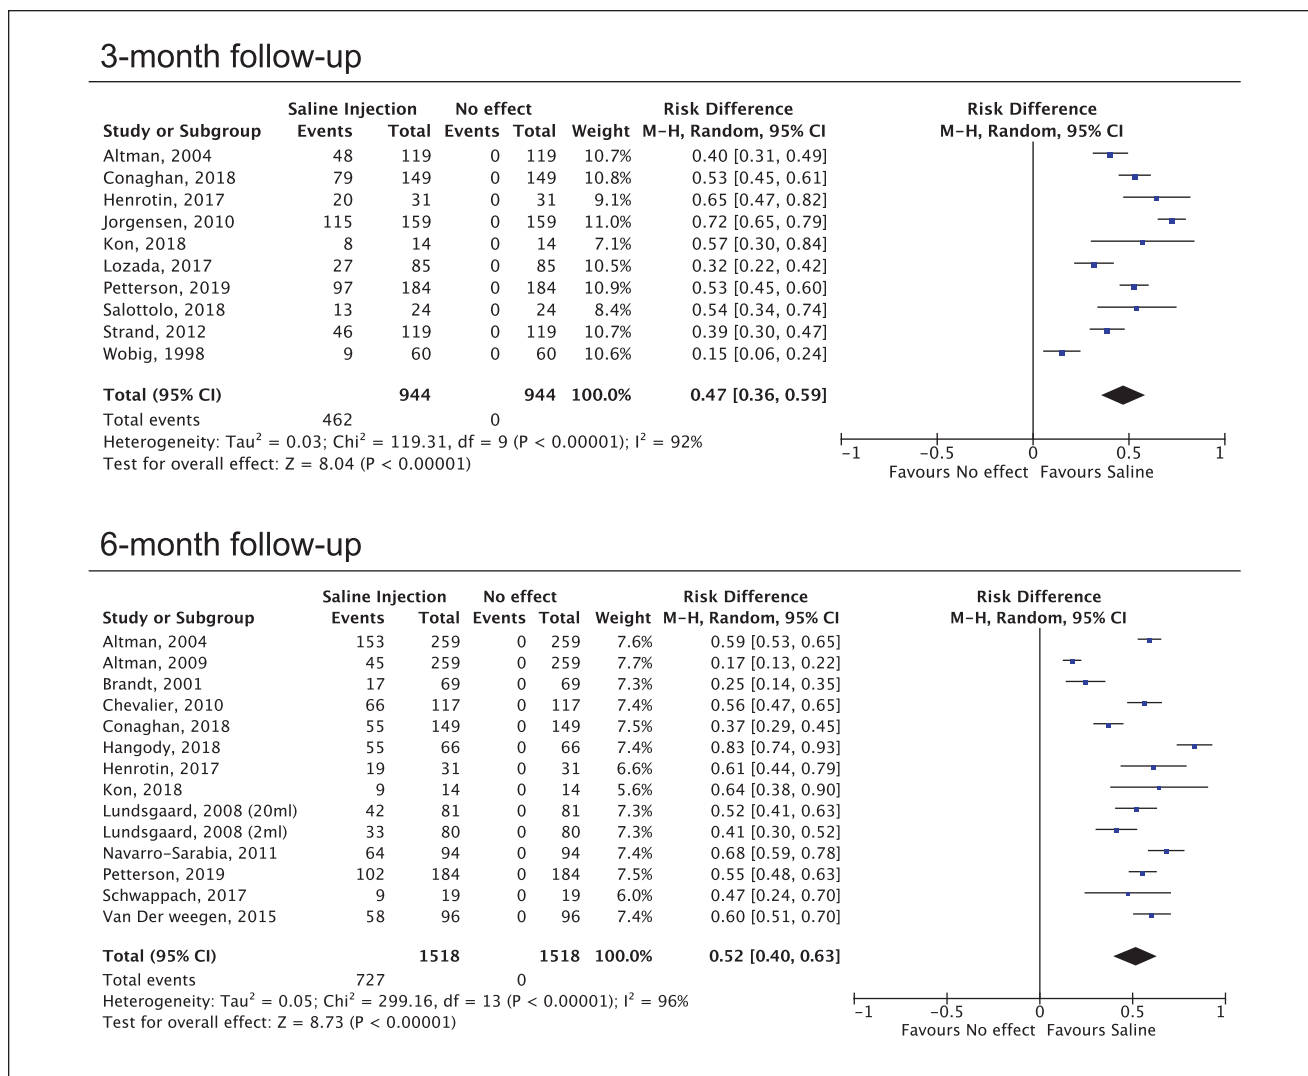 3-month follow-up
Saline Injection No effect Risk Difference Risk Difference
Study or Subgroup Events Total Events Total Weight M-H, Random, 95% CI M-H, Random, 95% CI
Altman, 2004 48 119 0 119 10.7% 0.40 [0.31, 0.49]
Conaghan, 2018 79 149 0 149 10.8% 0.53 [0.45, 0.61]
Henrotin, 2017 20 31 0 31 9.1% 0.65 [0.47, 0.82]
Jorgensen, 2010 115 159 0 159 11.0% 0.72 [0.65, 0.79]
Kon, 2018 8 14 0 14 7.1% 0.57 [0.30, 0.84]
Lozada, 2017 27 85 0 85 10.5% 0.32 [0.22, 0.42]
Petterson, 2019 97 184 0 184 10.9% 0.53 [0.45, 0.60]
Salottolo, 2018 13 24 0 24 8.4% 0.54 [0.34, 0.74]
Strand, 2012 46 119 0 119 10.7% 0.39 [0.30, 0.47]
Wobig, 1998 9 60 0 60 10.6% 0.15 [0.06, 0.24]
Total (95% CI) 944 944 100.0% 0.47 [0.36, 0.59]
Total events 462 0
Heterogeneity: Tau² = 0.03; Chi² = 119.31, df = 9 (P < 0.00001); I² = 92%
Test for overall effect: Z = 8.04 (P < 0.00001)
-1 -0.5 0 0.5 1
Favours No effect Favours Saline
6-month follow-up
Saline Injection No effect Risk Difference Risk Difference
Study or Subgroup Events Total Events Total Weight M-H, Random, 95% CI M-H, Random, 95% CI
Altman, 2004 153 259 0 259 7.6% 0.59 [0.53, 0.65]
Altman, 2009 45 259 0 259 7.7% 0.17 [0.13, 0.22]
Brandt, 2001 17 69 0 69 7.3% 0.25 [0.14, 0.35]
Chevalier, 2010 66 117 0 117 7.4% 0.56 [0.47, 0.65]
Conaghan, 2018 55 149 0 149 7.5% 0.37 [0.29, 0.45]
Hangody, 2018 55 66 0 66 7.4% 0.83 [0.74, 0.93]
Henrotin, 2017 19 31 0 31 6.6% 0.61 [0.44, 0.79]
Kon, 2018 9 14 0 14 5.6% 0.64 [0.38, 0.90]
Lundsgaard, 2008 (20ml) 42 81 0 81 7.3% 0.52 [0.41, 0.63]
Lundsgaard, 2008 (2ml) 33 80 0 80 7.3% 0.41 [0.30, 0.52]
Navarro-Sarabia, 2011 64 94 0 94 7.4% 0.68 [0.59, 0.78]
Petterson, 2019 102 184 0 184 7.5% 0.55 [0.48, 0.63]
Schwappach, 2017 9 19 0 19 6.0% 0.47 [0.24, 0.70]
Van Der weegen, 2015 58 96 0 96 7.4% 0.60 [0.51, 0.70]
Total (95% CI) 1518 1518 100.0% 0.52 [0.40, 0.63]
Total events 727 0
Heterogeneity: Tau² = 0.05; Chi² = 299.16, df = 13 (P < 0.00001); I² = 96%
Test for overall effect: Z = 8.73 (P < 0.00001)
-1 -0.5 0 0.5 1
Favours No effect Favours Saline